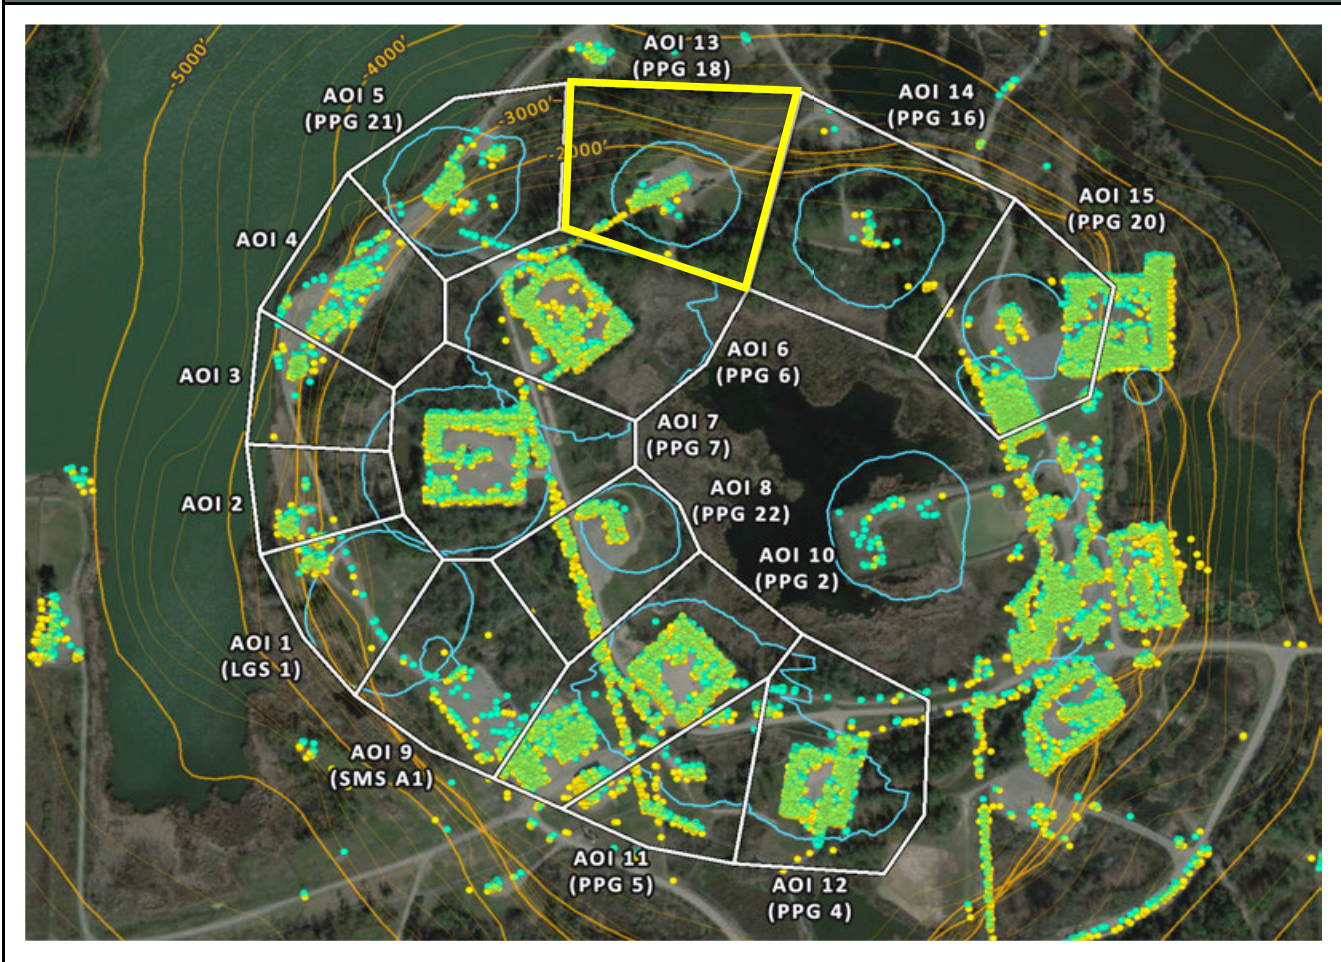 -5000'
-4000'
AOI 13
(PPG 18)
AOI 5
(PPG 21)
AOI 14
(PPG 16)
-3000'
-2000'
AOI 15
(PPG 20)
AOI 4
AOI 6
(PPG 6)
AOI 3
AOI 7
(PPG 7)
AOI 2
AOI 8
(PPG 22)
AOI 10
(PPG 2)
AOI 1
(LGS 1)
AOI 9
(SMS A1)
AOI 11
(PPG 5)
AOI 12
(PPG 4)